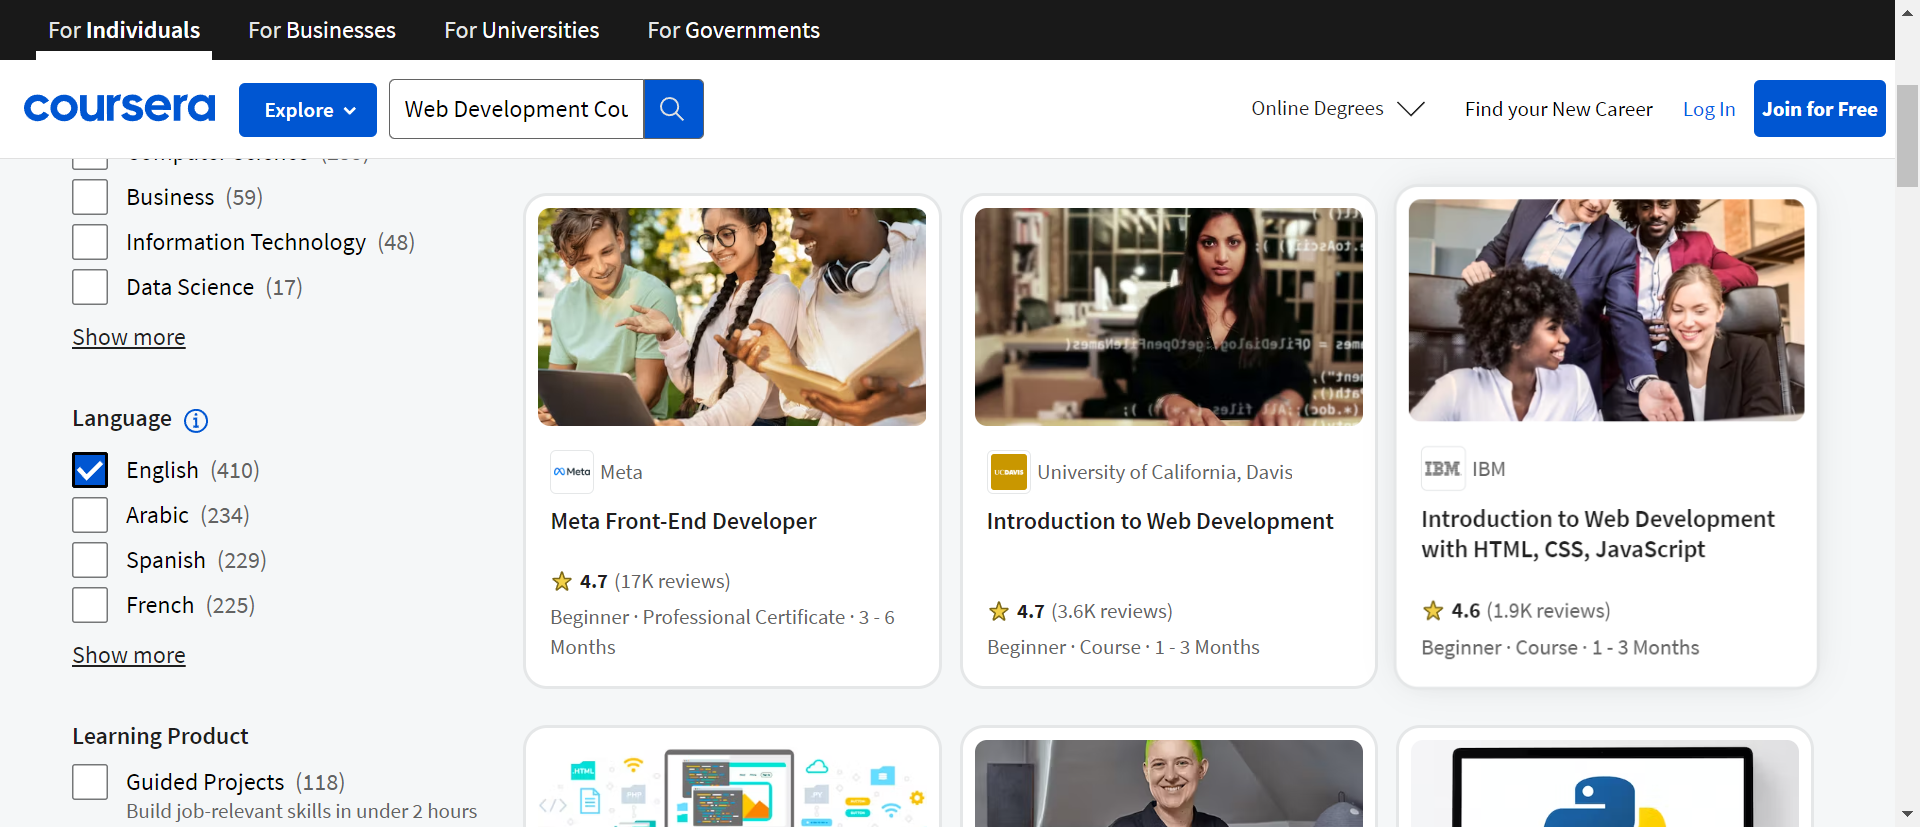 For Individuals
For Businesses
For Universities
For Governments
coursera
Explore
Web Development Cou
Online Degrees
Find your New Career
Log In
Join for Free
Business (59)
Information Technology (48)
Data Science (17)
Show more
Language
English (410)
Arabic (234)
Spanish (229)
French (225)
Show more
Learning Product
Guided Projects (118)
Build job-relevant skills in under 2 hours
Meta
Meta
Meta Front-End Developer
4.7 (17K reviews)
Beginner · Professional Certificate · 3 - 6
Months
UCDAVIS
University of California, Davis
Introduction to Web Development
4.7 (3.6K reviews)
Beginner · Course · 1 - 3 Months
IBM
IBM
Introduction to Web Development
with HTML, CSS, JavaScript
4.6 (1.9K reviews)
Beginner · Course · 1 - 3 Months
HTML
PHP